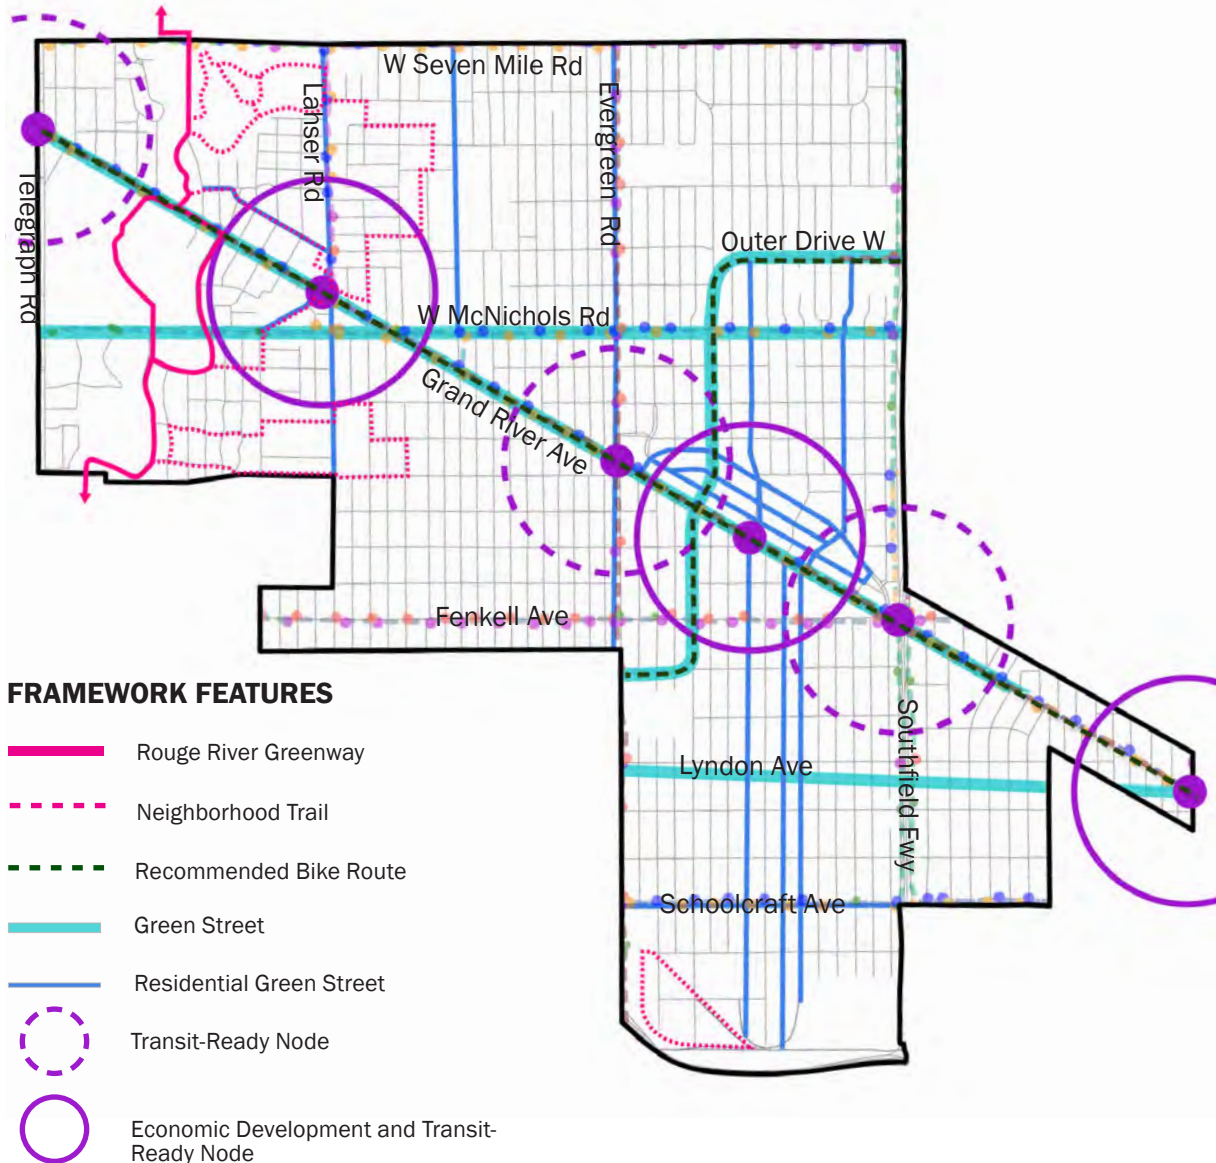 W Seven Mile Rd
Lahser Rd
Evergreen Rd
Telegraph Rd
Outer Drive W
W McNichols Rd
Grand River Ave
Fenkell Ave
FRAMEWORK FEATURES
Rouge River Greenway
Southfield Fwy
Lyndon Ave
Neighborhood Trail
Recommended Bike Route
Schoolcraft Ave
Green Street
Residential Green Street
Transit-Ready Node
Economic Development and Transit-
Ready Node